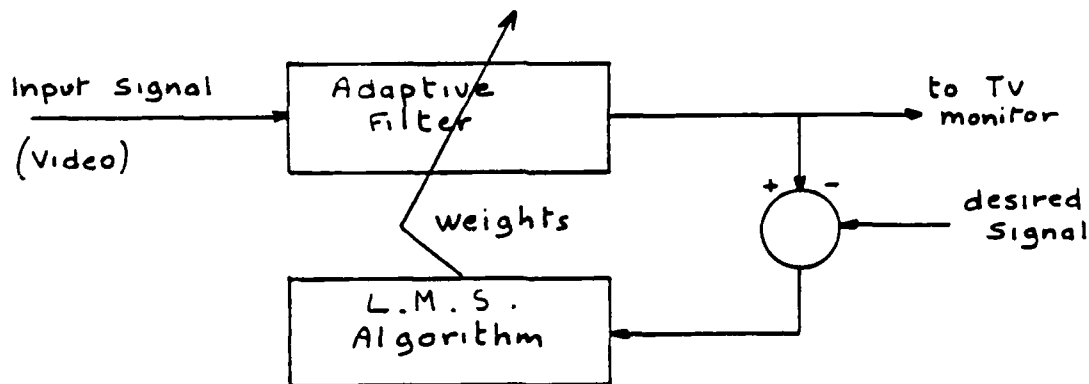 Input Signal
(Video)
Adaptive
Filter
to TV
monitor
+ -
desired
Signal
weights
L.M.S.
Algorithm